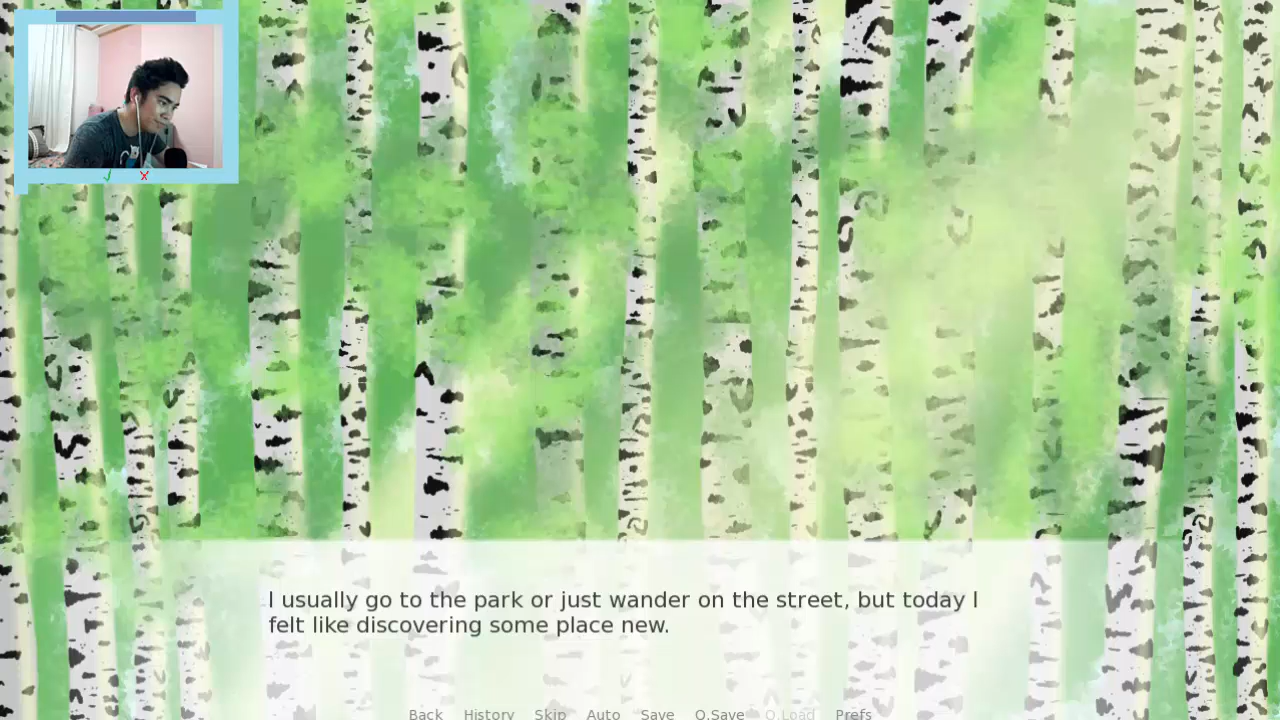 I usually go to the park or just wander on the street, but today I
felt like discovering some place new.
Back History Skip Auto Save Q.Save Q.Load Prefs